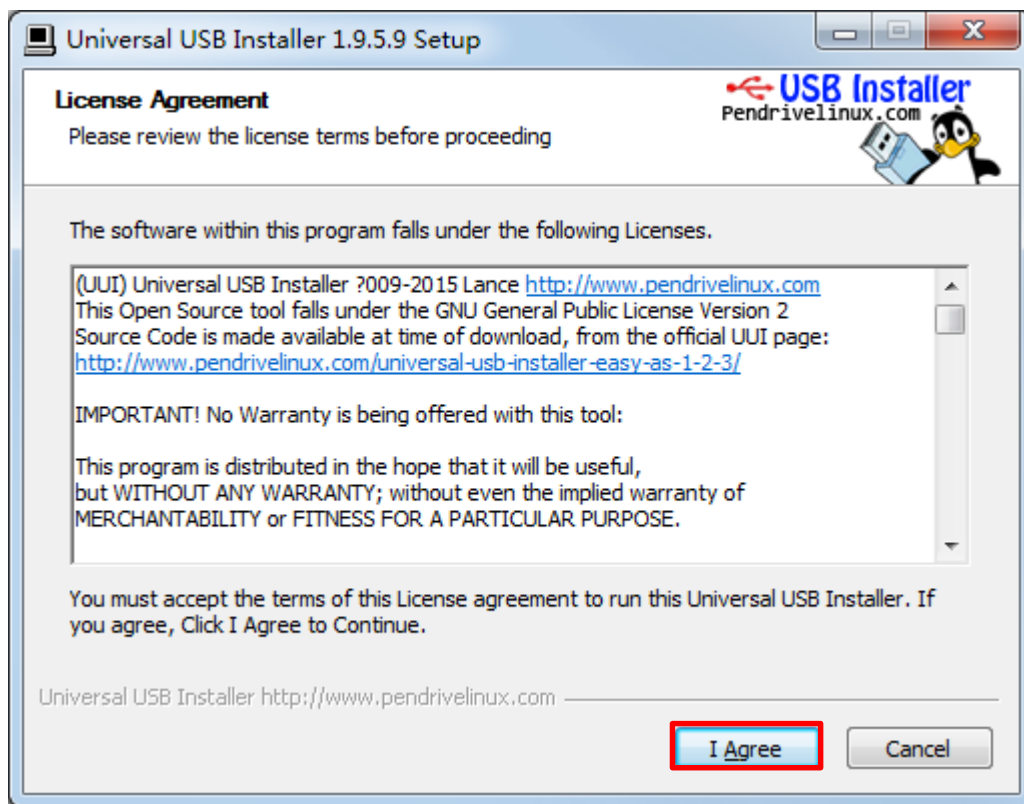 Universal USB Installer 1.9.5.9 Setup
License Agreement
Please review the license terms before proceeding
USB Installer
Pendrivelinux.com
The software within this program falls under the following Licenses.
(UUI) Universal USB Installer ?009-2015 Lance http://www.pendrivelinux.com
This Open Source tool falls under the GNU General Public License Version 2
Source Code is made available at time of download, from the official UUI page:
http://www.pendrivelinux.com/universal-usb-installer-easy-as-1-2-3/
IMPORTANT! No Warranty is being offered with this tool:
This program is distributed in the hope that it will be useful,
but WITHOUT ANY WARRANTY; without even the implied warranty of
MERCHANTABILITY or FITNESS FOR A PARTICULAR PURPOSE.
You must accept the terms of this License agreement to run this Universal USB Installer. If
you agree, Click I Agree to Continue.
Universal USB Installer http://www.pendrivelinux.com
I Agree
Cancel